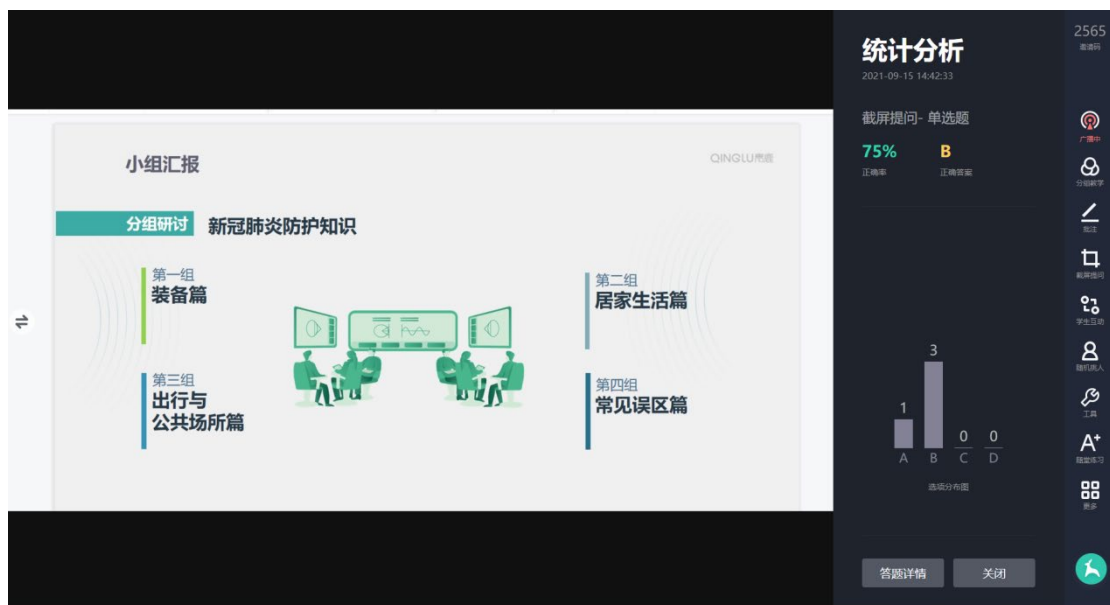 小组汇报
QINGLU青鹿
分组研讨
新冠肺炎防护知识
第一组
装备篇
第二组
居家生活篇
第三组
出行与
公共场所篇
第四组
常见误区篇
统计分析
2021-09-15 14:42:33
截屏提问- 单选题
75%
B
正确率
正确答案
1
3
0
0
A
B
C
D
选项分布图
答题详情
关闭
2565
邀请码
广播中
分组教学
批注
截屏提问
学生互动
随机挑人
工具
A+
随堂练习
更多